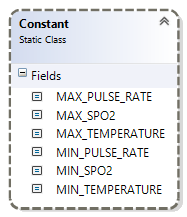 Constant
Static Class
Fields
MAX_PULSE_RATE
MAX_SPO2
MAX_TEMPERATURE
MIN_PULSE_RATE
MIN_SPO2
MIN_TEMPERATURE